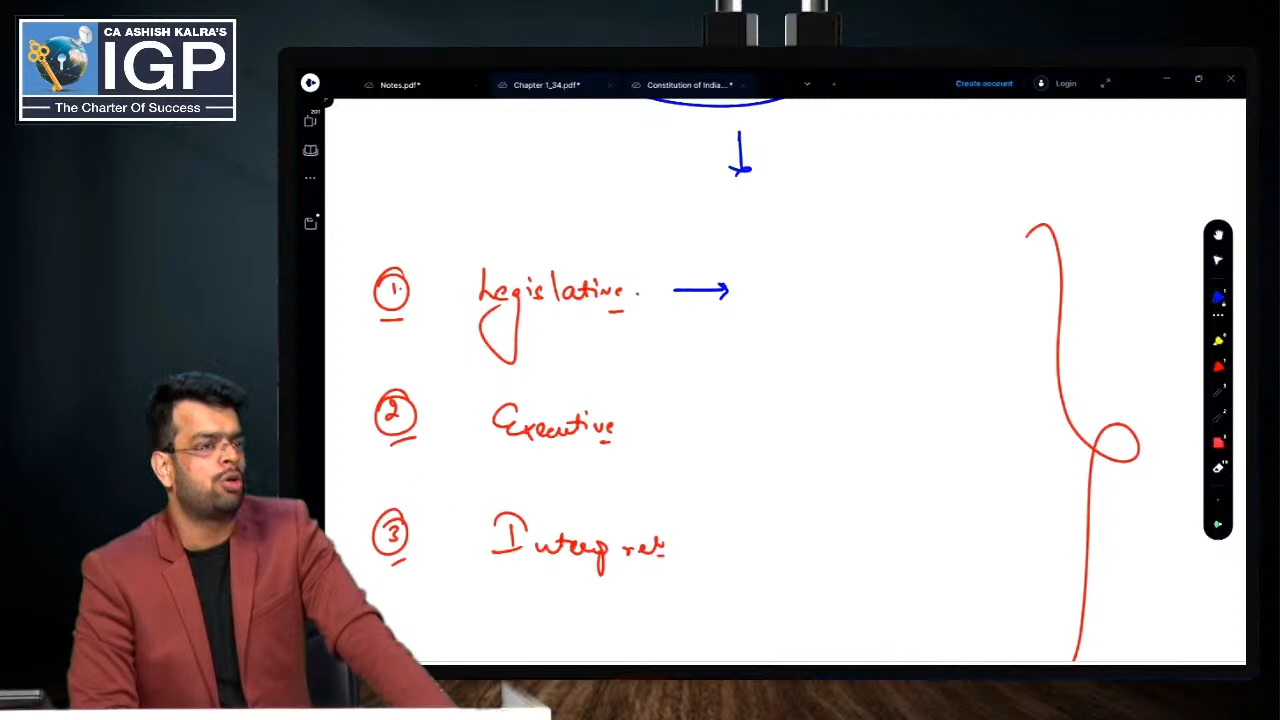 CA ASHISH KALRA'S
IGP
The Charter Of Success
Notes.pdf*
Chapter 1_34.pdf*
Constitution of India....*
Create account
Login
201
1. Legislative.
2 Executive
3 Interpret